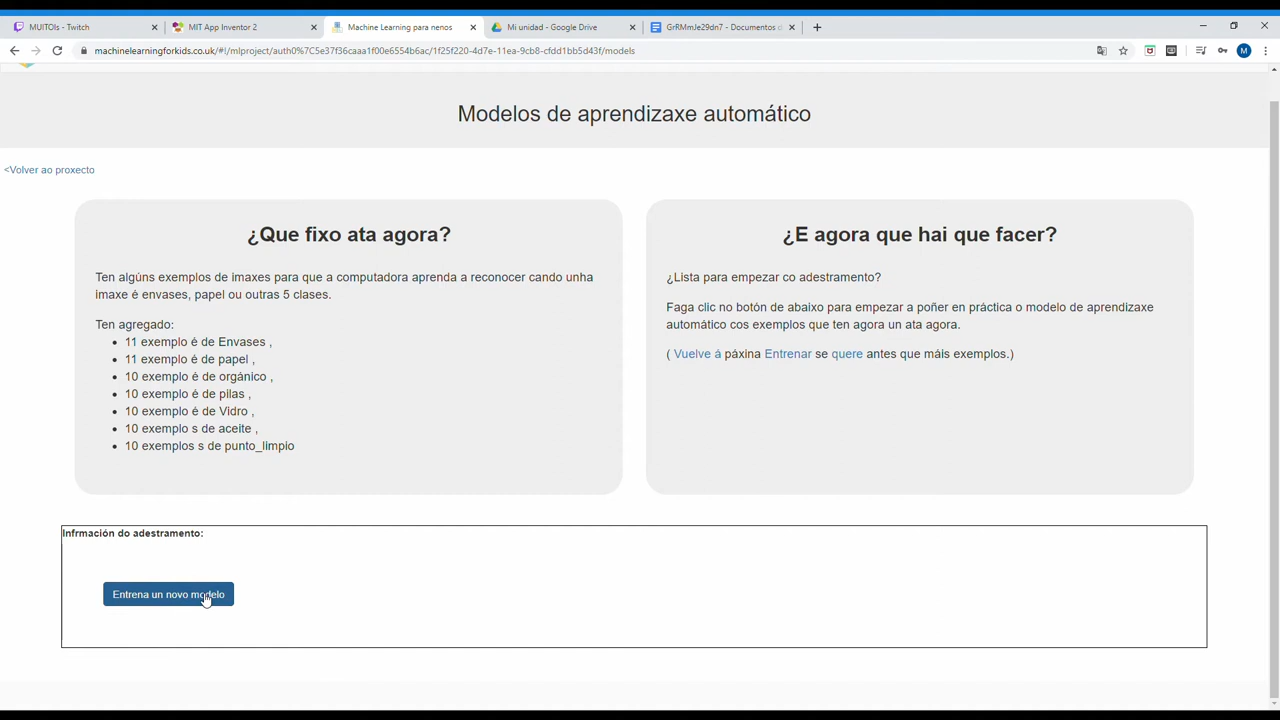 MUITOIs - Twitch
MIT App Inventor 2
Machine Learning para nenos
Mi unidad - Google Drive
GrRMmJe29dn7 - Documentos d
machinelearningforkids.co.uk/#!/mlproject/auth0%7C5e37f36caaa1f00e6554b6ac/1f25f220-4d7e-11ea-9cb8-cfdd1bb5d43f/models
M
Modelos de aprendizaxe automático
<Volver ao proxecto
¿Que fixo ata agora?
Ten algúns exemplos de imaxes para que a computadora aprenda a reconocer cando unha
imaxe é envases, papel ou outras 5 clases.
Ten agregado:
• 11 exemplo é de Envases ,
• 11 exemplo é de papel ,
• 10 exemplo é de orgánico ,
• 10 exemplo é de pilas ,
• 10 exemplo é de Vidro ,
• 10 exemplo s de aceite ,
• 10 exemplos s de punto_limpio
¿E agora que hai que facer?
¿Lista para empezar co adestramento?
Faga clic no botón de abaixo para empezar a poñer en práctica o modelo de aprendizaxe
automático cos exemplos que ten agora un ata agora.
( Vuelve á páxina Entrenar se quere antes que máis exemplos.)
Infrmación do adestramento:
Entrena un novo modelo